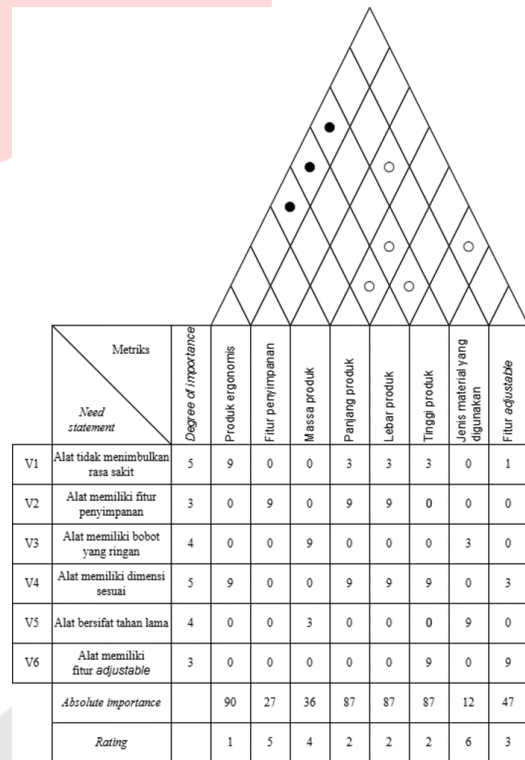 Metriks
Need
statement
Degree of importance
Produk ergonomis
Fitur penyimpanan
Massa produk
Panjang produk
Lebar produk
Tinggi produk
Jenis material yang
digunakan
Fitur adjustable
V1 Alat tidak menimbulkan 5 9 0 0 3 3 3 0 1
rasa sakit
V2 Alat memiliki fitur 3 0 9 0 9 9 0 0 0
penyimpanan
V3 Alat memiliki bobot 4 0 0 9 0 0 0 3 0
yang ringan
V4 Alat memiliki dimensi 5 9 0 0 9 9 9 0 3
sesuai
V5 Alat bersifat tahan lama 4 0 0 3 0 0 0 9 0
V6 Alat memiliki 3 0 0 0 0 0 9 0 9
fitur adjustable
Absolute importance 90 27 36 87 87 87 12 47
Rating 1 5 4 2 2 2 6 3